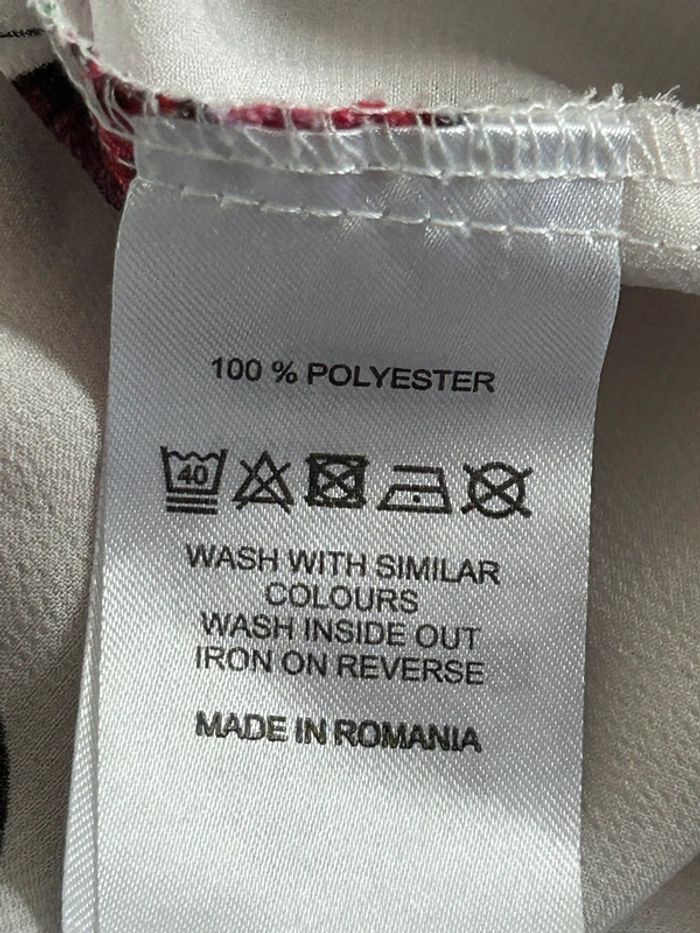 100 % POLYESTER
40
WASH WITH SIMILAR
COLOURS
WASH INSIDE OUT
IRON ON REVERSE
MADE IN ROMANIA